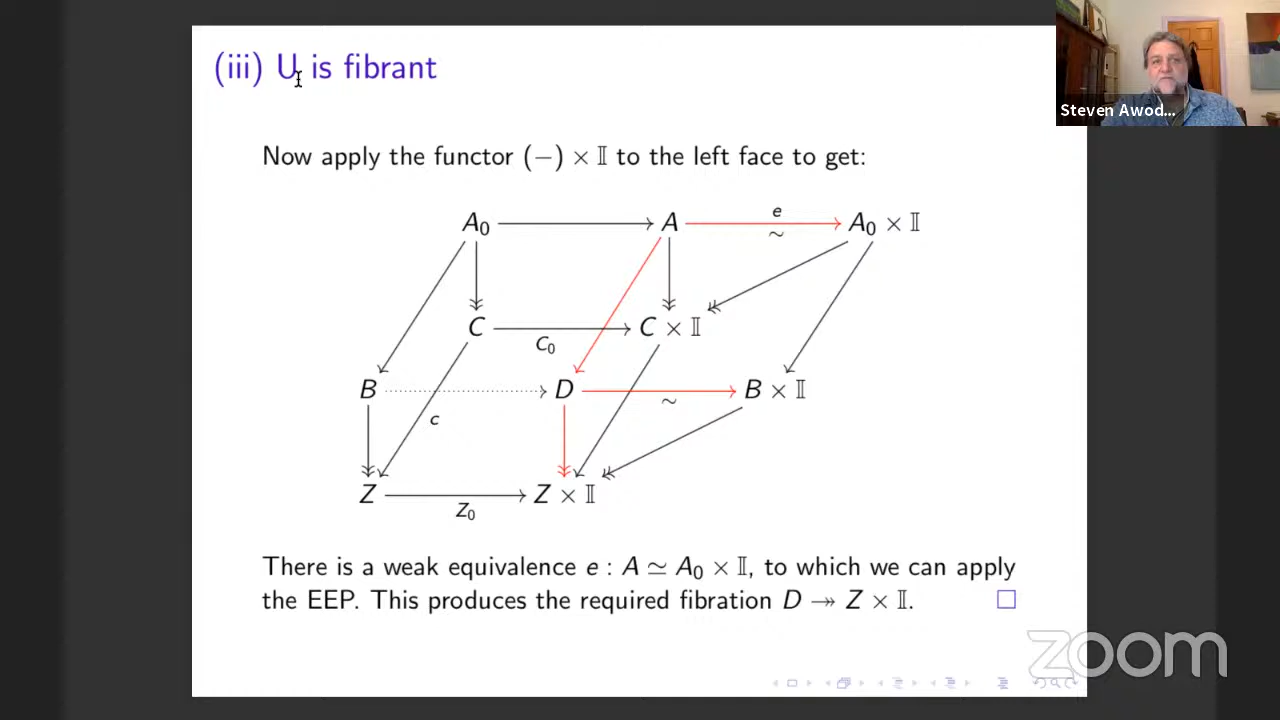 (iii) U is fibrant
Steven Awod...
Now apply the functor (−) × 𝕀 to the left face to get:
A₀ A e ∼ A₀ × 𝕀
C C₀ C × 𝕀
B D ∼ B × 𝕀
c
Z Z₀ Z × 𝕀
There is a weak equivalence e : A ≃ A₀ × 𝕀, to which we can apply
the EEP. This produces the required fibration D ↠ Z × 𝕀.
zoom